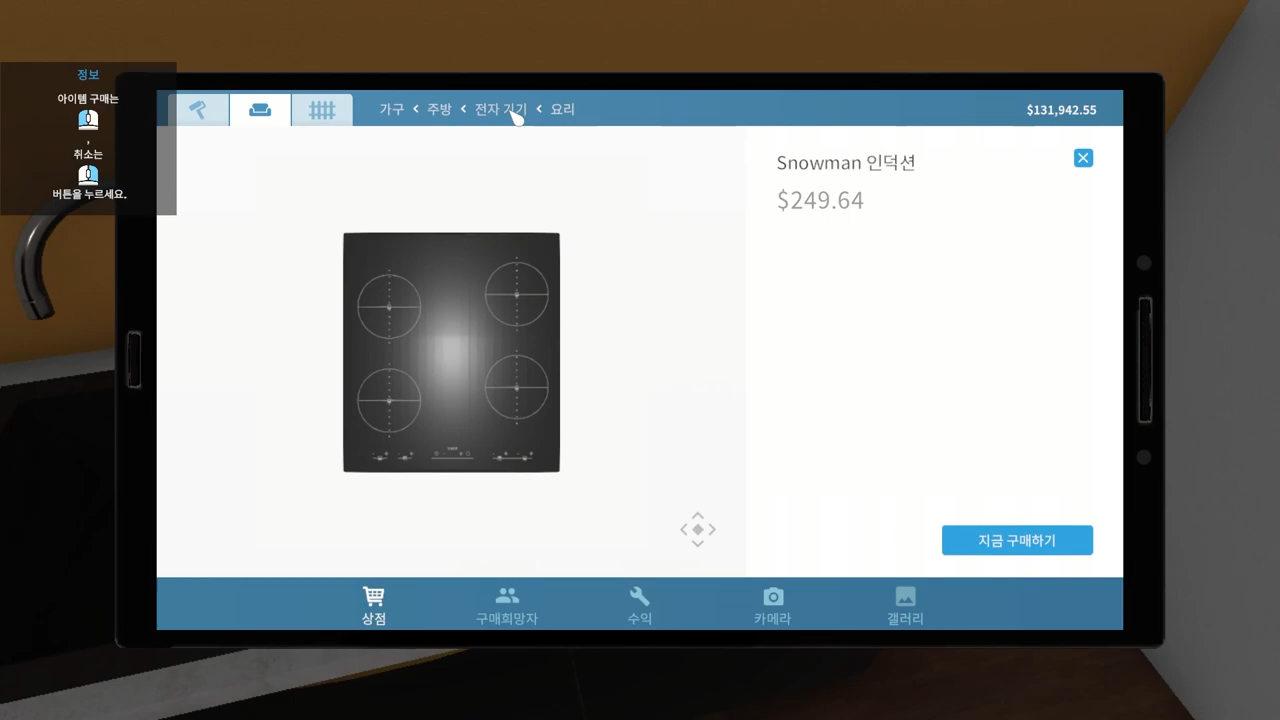 정보
아이템 구매는
,
취소는
버튼을 누르세요.
가구 < 주방 < 전자 기기 < 요리
$131,942.55
Snowman 인덕션
$249.64
지금 구매하기
상점
구매희망자
수익
카메라
갤러리